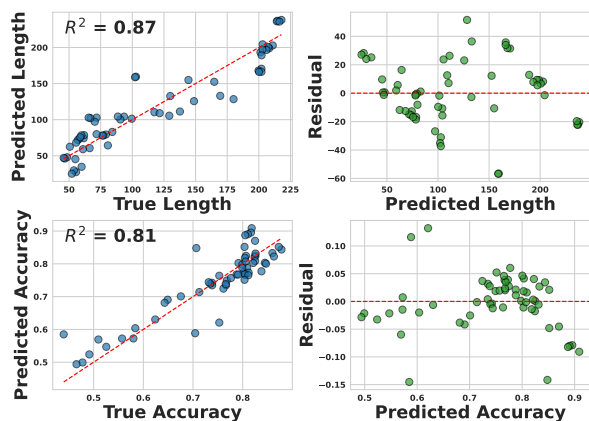 R² = 0.87
Predicted Length
200
150
100
50
50 75 100 125 150 175 200 225
True Length
Residual
40
20
0
−20
−40
−60
50 100 150 200
Predicted Length
R² = 0.81
Predicted Accuracy
0.9
0.8
0.7
0.6
0.5
0.5 0.6 0.7 0.8
True Accuracy
Residual
0.10
0.05
0.00
−0.05
−0.10
−0.15
0.5 0.6 0.7 0.8 0.9
Predicted Accuracy